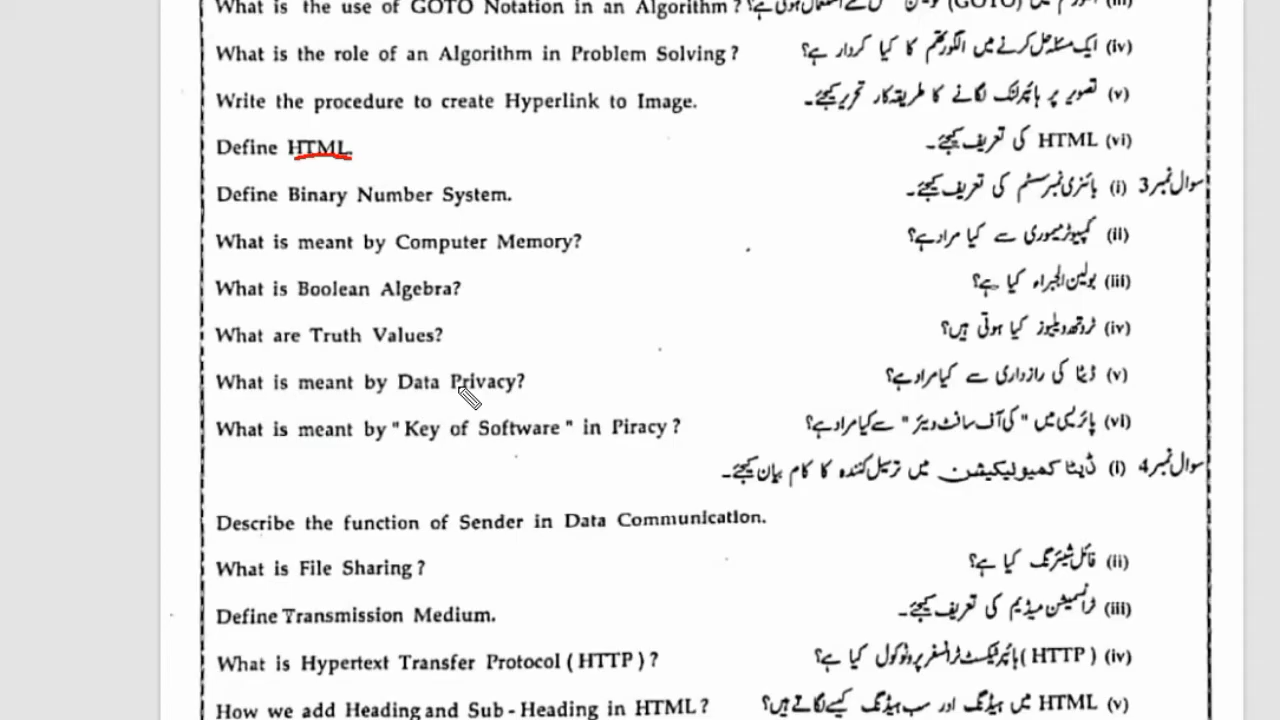 What is the use of GOTO Notation in an Algorithm ? (GOTO) (iii)
What is the role of an Algorithm in Problem Solving ? (iv) ایک مسئلہ حل کرنے میں الگورتھم کا کیا کردار ہے؟
Write the procedure to create Hyperlink to Image. (v) تصویر پر ہائپرلنک لگانے کا طریقہ کار تحریر کیجئے۔
Define HTML. (vi) HTML کی تعریف کیجئے۔
Define Binary Number System. سوال نمبر 3 (i) بائنری نمبر سسٹم کی تعریف کیجئے۔
What is meant by Computer Memory? (ii) کمپیوٹر میموری سے کیا مراد ہے؟
What is Boolean Algebra? (iii) بولین الجبراء کیا ہے؟
What are Truth Values? (iv) ٹروتھ ویلیوز کیا ہوتی ہیں؟
What is meant by Data Privacy? (v) ڈیٹا کی رازداری سے کیا مراد ہے؟
What is meant by " Key of Software " in Piracy ? (vi) پائریسی میں " کی آف سافٹ ویئر " سے کیا مراد ہے؟
سوال نمبر 4 (i) ڈیٹا کمیونیکیشن میں ترسیل کنندہ کا کام بیان کیجئے۔
Describe the function of Sender in Data Communication.
What is File Sharing ? (ii) فائل شیئرنگ کیا ہے؟
Define Transmission Medium. (iii) ٹرانسمیشن میڈیم کی تعریف کیجئے۔
What is Hypertext Transfer Protocol ( HTTP ) ? (iv) ( HTTP ) ہائپر ٹیکسٹ ٹرانسفر پروٹوکول کیا ہے؟
How we add Heading and Sub - Heading in HTML ? (v) HTML میں ہیڈنگ اور سب ہیڈنگ کیسے لگاتے ہیں؟